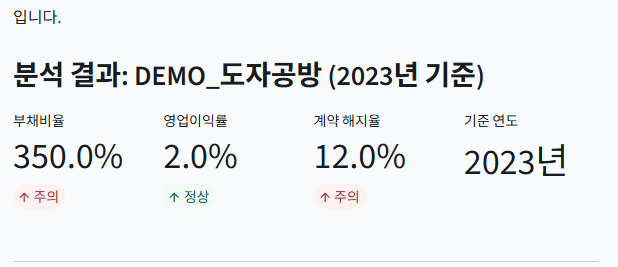 입니다.
분석 결과: DEMO_도자공방 (2023년 기준)
부채비율 영업이익률 계약 해지율 기준 연도
350.0% 2.0% 12.0% 2023년
↑ 주의 ↑ 정상 ↑ 주의